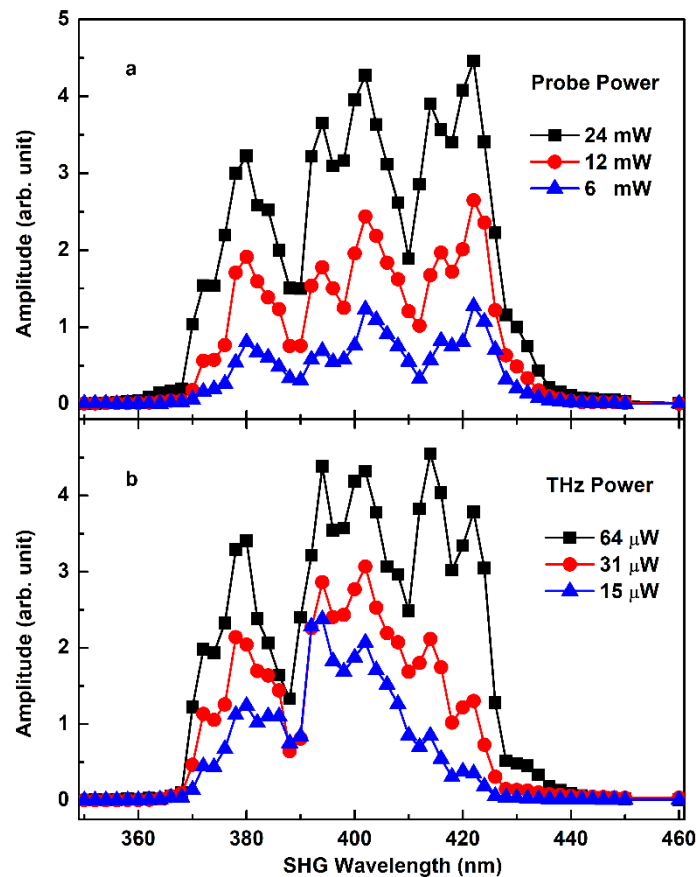 a
Probe Power
24 mW
12 mW
6 mW
Amplitude (arb. unit)
5
4
3
2
1
0
b
THz Power
64 μW
31 μW
15 μW
Amplitude (arb. unit)
4
3
2
1
0
360 380 400 420 440 460
SHG Wavelength (nm)